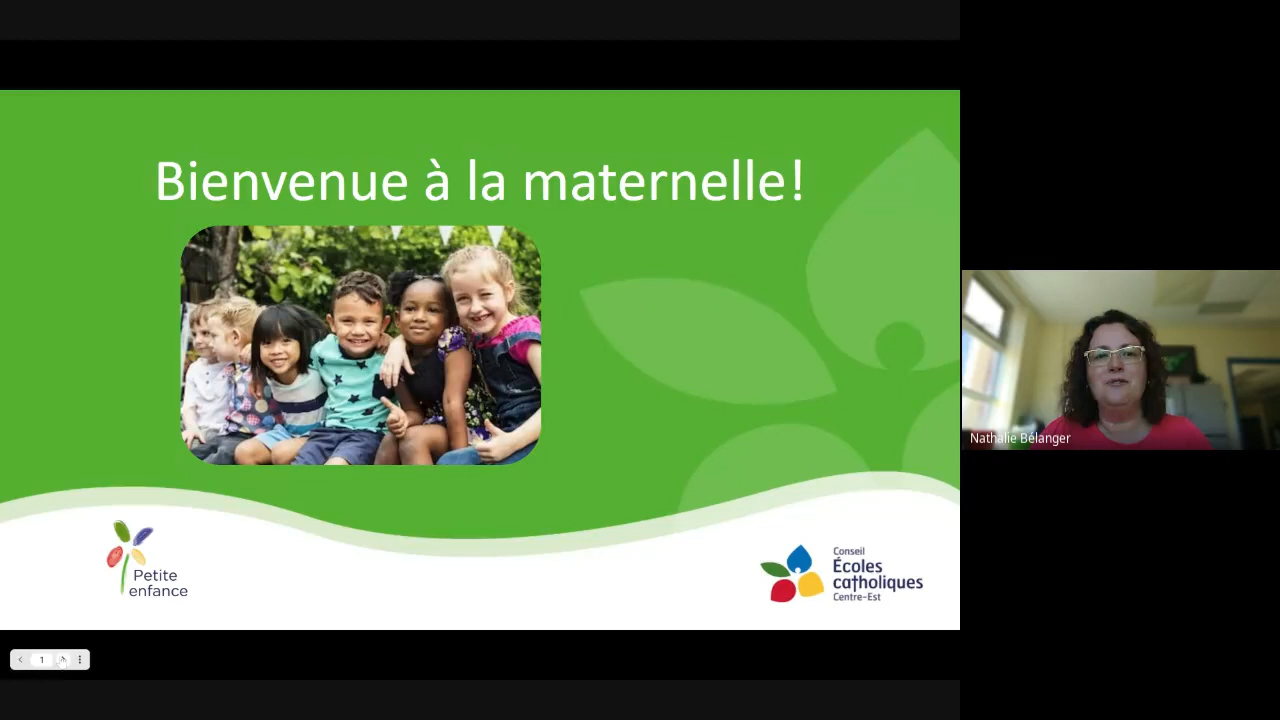 Bienvenue à la maternelle!
Petite
enfance
Conseil
Écoles
catholiques
Centre-Est
Nathalie Bélanger
1